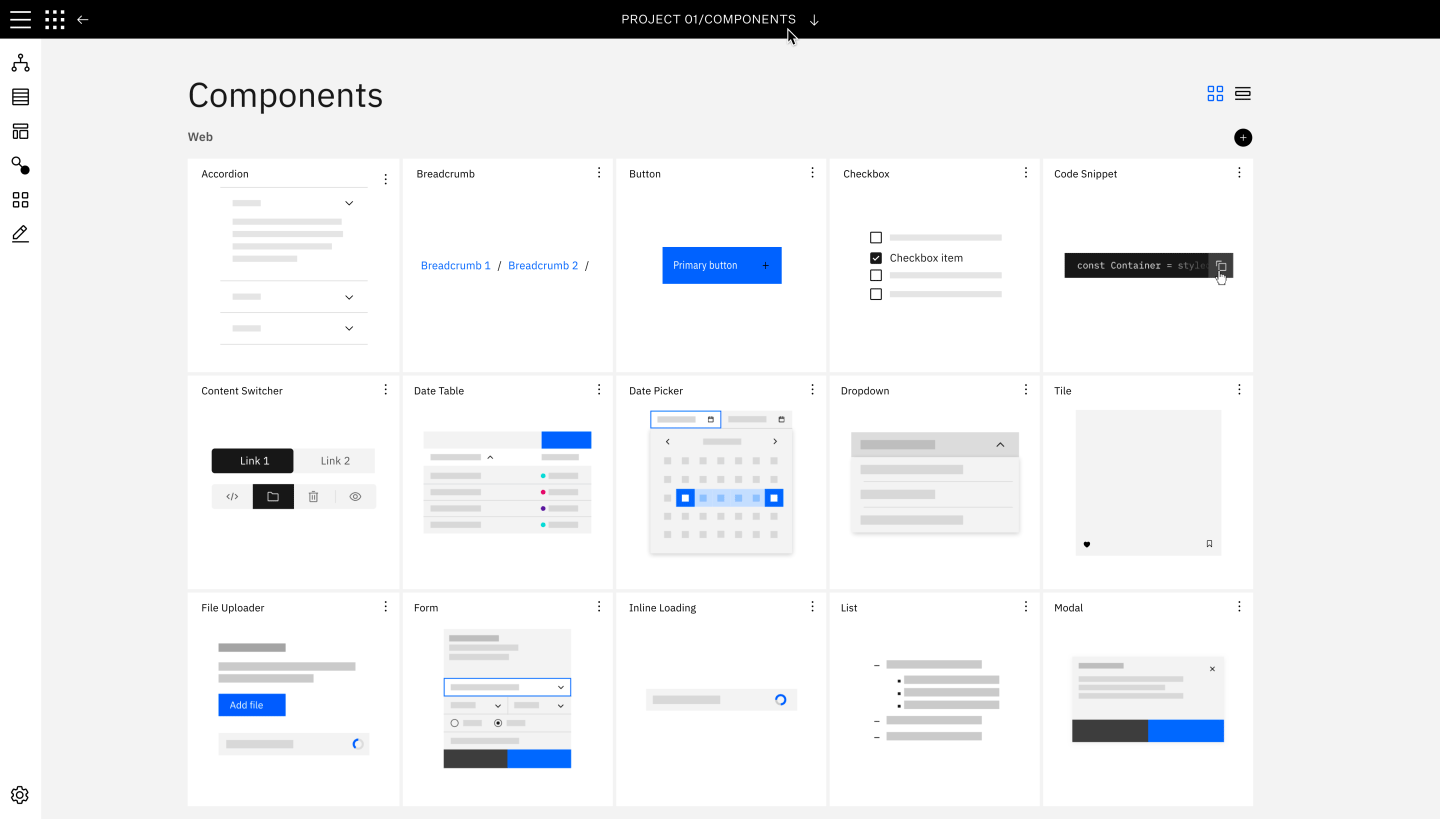 PROJECT 01/COMPONENTS
Components
Web
Accordion
Breadcrumb
Button
Checkbox
Code Snippet
Breadcrumb 1 / Breadcrumb 2 /
Primary button +
Checkbox item
const Container = style
Content Switcher
Date Table
Date Picker
Dropdown
Tile
Link 1
Link 2
</>
File Uploader
Form
Inline Loading
List
Modal
Add file